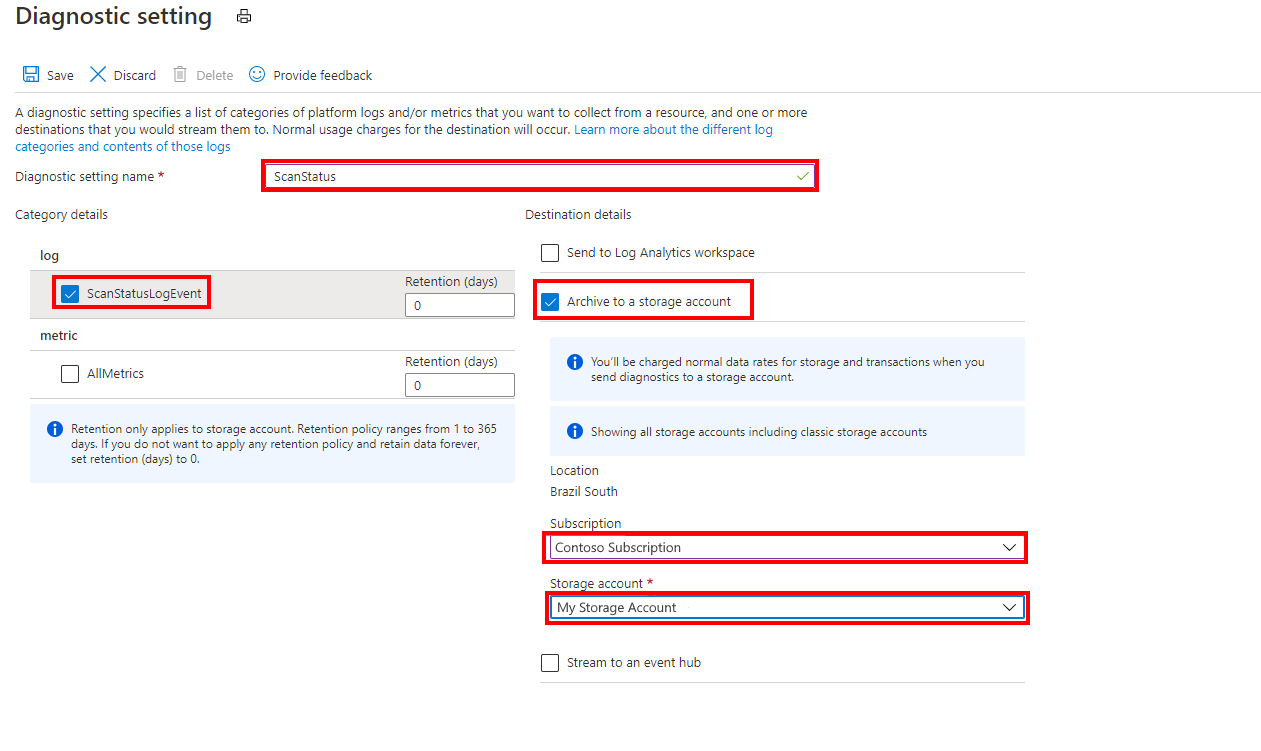 Diagnostic setting
Save Discard Delete Provide feedback
A diagnostic setting specifies a list of categories of platform logs and/or metrics that you want to collect from a resource, and one or more
destinations that you would stream them to. Normal usage charges for the destination will occur. Learn more about the different log
categories and contents of those logs
Diagnostic setting name *
ScanStatus
Category details
log
ScanStatusLogEvent
Retention (days)
0
metric
AllMetrics
Retention (days)
0
Retention only applies to storage account. Retention policy ranges from 1 to 365
days. If you do not want to apply any retention policy and retain data forever,
set retention (days) to 0.
Destination details
Send to Log Analytics workspace
Archive to a storage account
You'll be charged normal data rates for storage and transactions when you
send diagnostics to a storage account.
Showing all storage accounts including classic storage accounts
Location
Brazil South
Subscription
Contoso Subscription
Storage account *
My Storage Account
Stream to an event hub